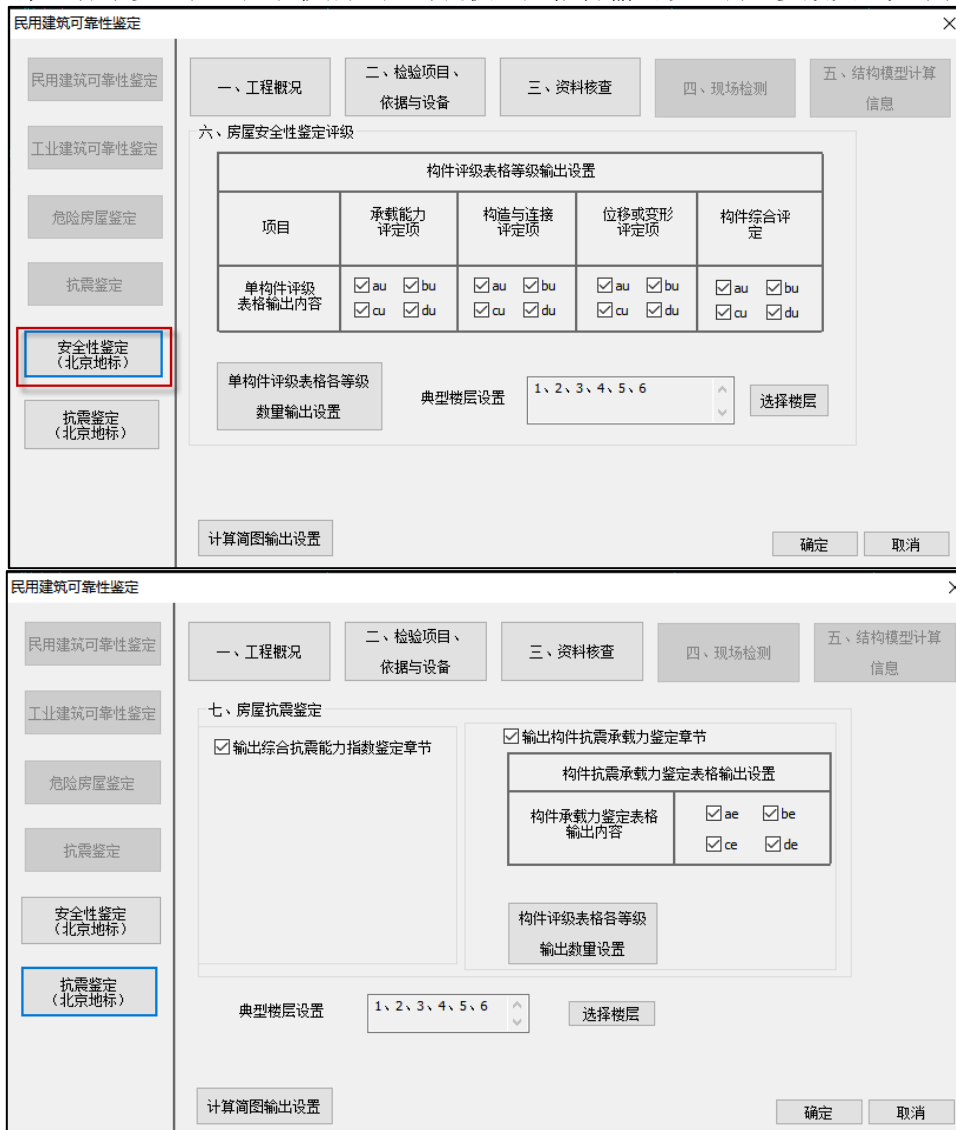 民用建筑可靠性鉴定
民用建筑可靠性鉴定
工业建筑可靠性鉴定
危险房屋鉴定
抗震鉴定
安全性鉴定
（北京地标）
抗震鉴定
（北京地标）
一、工程概况
二、检验项目、
依据与设备
三、资料核查
四、现场检测
五、结构模型计算
信息
六、房屋安全性鉴定评级
构件评级表格等级输出设置
项目
承载能力
评定项
构造与连接
评定项
位移或变形
评定项
构件综合评
定
单构件评级
表格输出内容
au bu
cu du
au bu
cu du
au bu
cu du
au bu
cu du
单构件评级表格各等级
数量输出设置
典型楼层设置
1、2、3、4、5、6
选择楼层
计算简图输出设置
确定
取消
民用建筑可靠性鉴定
民用建筑可靠性鉴定
工业建筑可靠性鉴定
危险房屋鉴定
抗震鉴定
安全性鉴定
（北京地标）
抗震鉴定
（北京地标）
一、工程概况
二、检验项目、
依据与设备
三、资料核查
四、现场检测
五、结构模型计算
信息
七、房屋抗震鉴定
输出综合抗震能力指数鉴定章节
输出构件抗震承载力鉴定章节
构件抗震承载力鉴定表格输出设置
构件承载力鉴定表格
输出内容
ae be
ce de
构件评级表格各等级
输出数量设置
典型楼层设置
1、2、3、4、5、6
选择楼层
计算简图输出设置
确定
取消